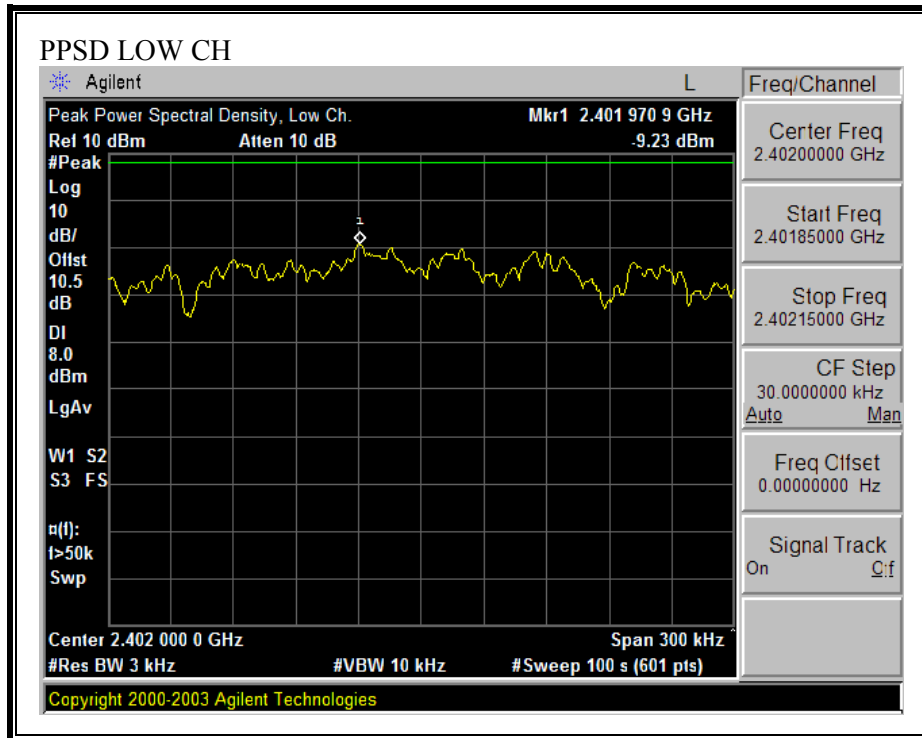 PPSD LOW CH
Agilent L
Freq/Channel
Peak Power Spectral Density, Low Ch. Mkr1 2.401 970 9 GHz
Ref 10 dBm Atten 10 dB -9.23 dBm
#Peak
Log
10
dB/
Offst
10.5
dB
DI
8.0
dBm
LgAv
W1 S2
S3 FS
¤(f):
f>50k
Swp
1
Center 2.402 000 0 GHz Span 300 kHz
#Res BW 3 kHz #VBW 10 kHz #Sweep 100 s (601 pts)
Copyright 2000-2003 Agilent Technologies
Center Freq
2.40200000 GHz
Start Freq
2.40185000 GHz
Stop Freq
2.40215000 GHz
CF Step
30.0000000 kHz
Auto Man
Freq Offset
0.00000000 Hz
Signal Track
On Off